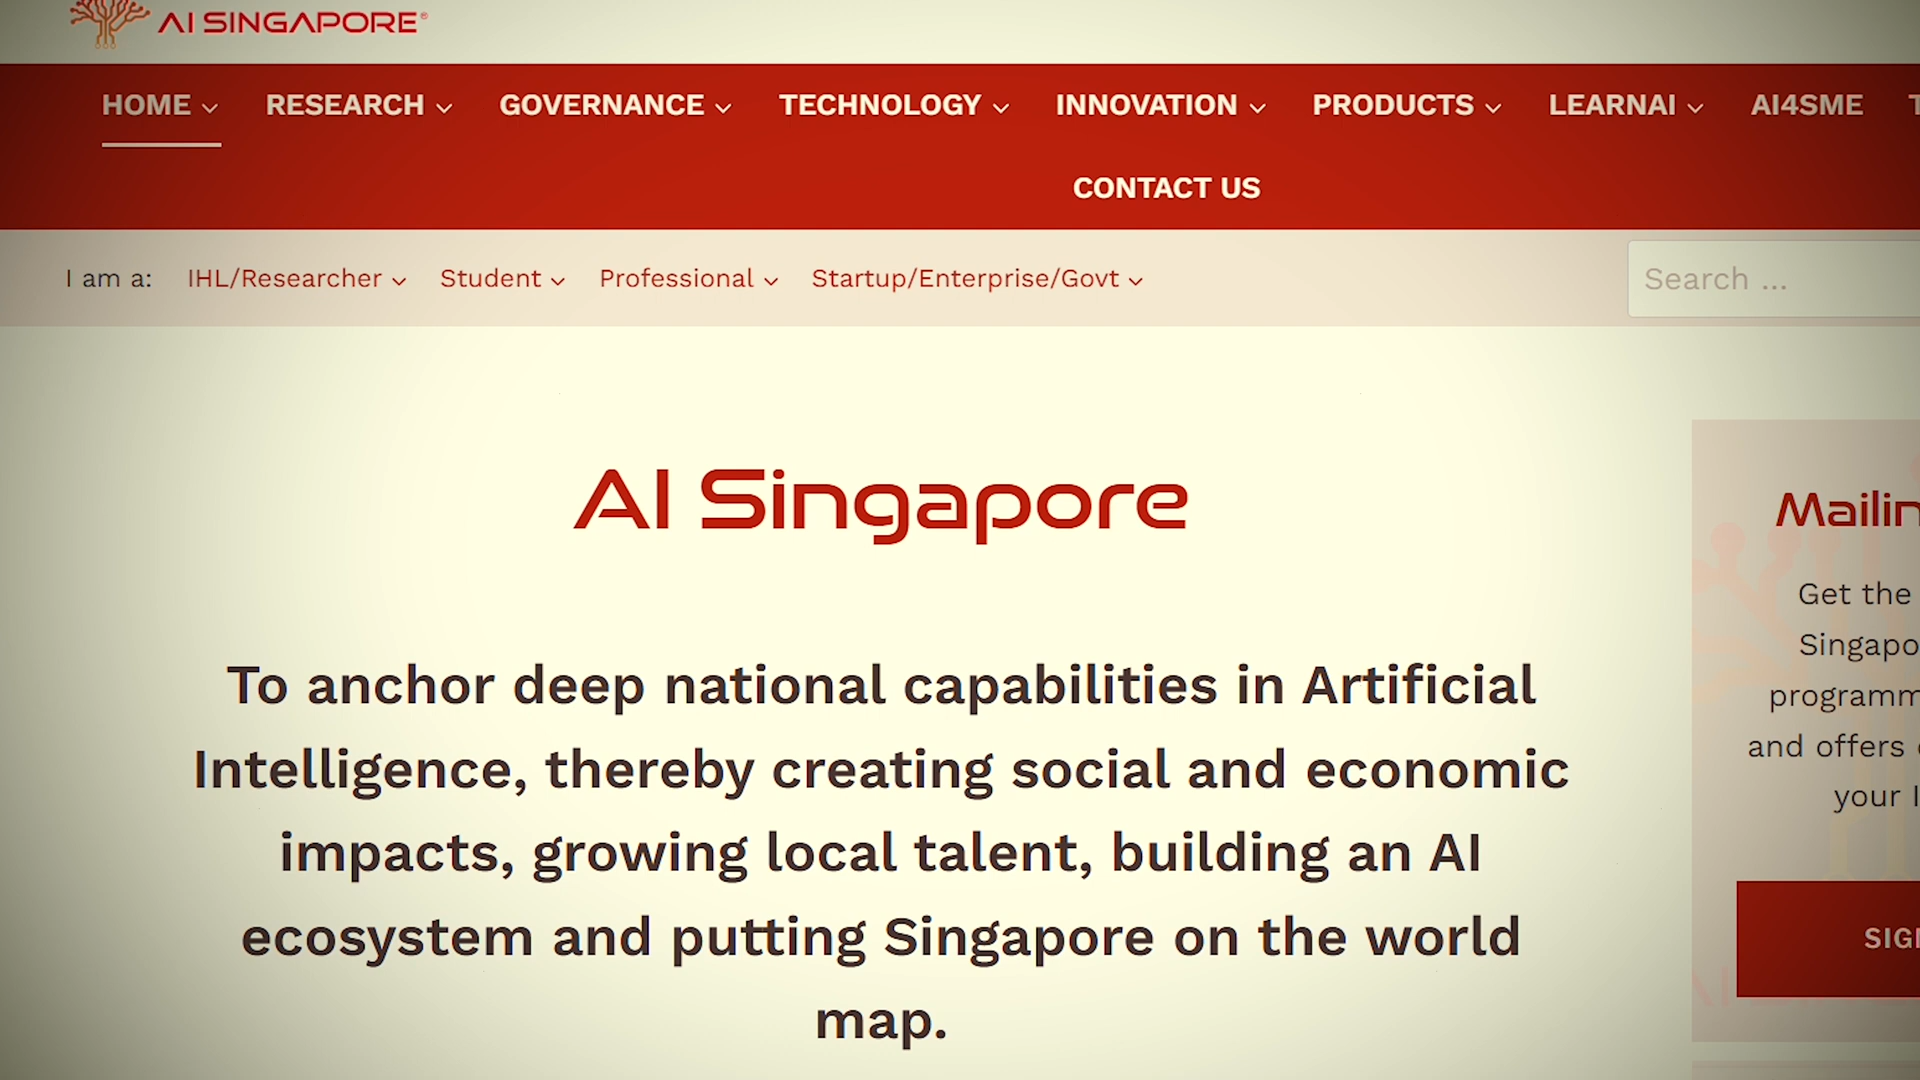 AI SINGAPORE®
HOME RESEARCH GOVERNANCE TECHNOLOGY INNOVATION PRODUCTS LEARNAI AI4SME
CONTACT US
I am a: IHL/Researcher Student Professional Startup/Enterprise/Govt Search ...
AI Singapore
To anchor deep national capabilities in Artificial
Intelligence, thereby creating social and economic
impacts, growing local talent, building an AI
ecosystem and putting Singapore on the world
map.
Get the
and offers
your